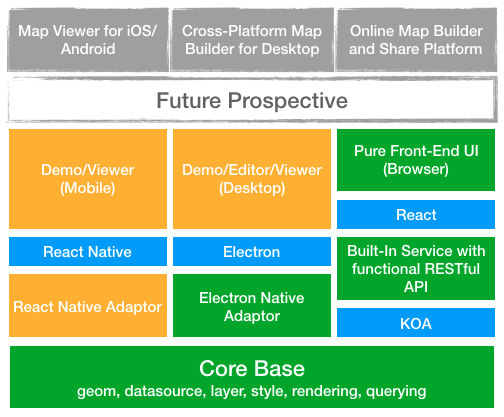 Map Viewer for iOS/
Android
Cross-Platform Map
Builder for Desktop
Online Map Builder
and Share Platform
Future Prospective
Demo/Viewer
(Mobile)
Demo/Editor/Viewer
(Desktop)
Pure Front-End UI
(Browser)
React
React Native
Electron
Built-In Service with
functional RESTful
API
React Native Adaptor
Electron Native
Adaptor
KOA
Core Base
geom, datasource, layer, style, rendering, querying